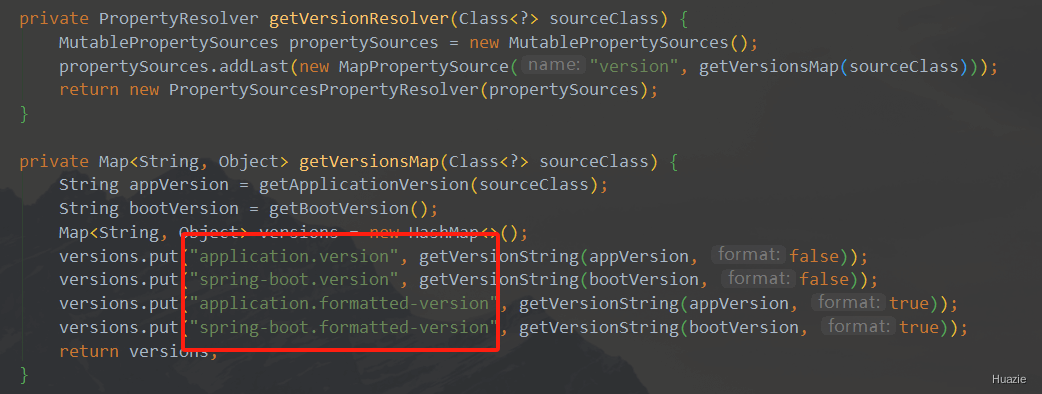 private PropertyResolver getVersionResolver(Class<?> sourceClass) {
    MutablePropertySources propertySources = new MutablePropertySources();
    propertySources.addLast(new MapPropertySource( name: "version", getVersionsMap(sourceClass)));
    return new PropertySourcesPropertyResolver(propertySources);
}

private Map<String, Object> getVersionsMap(Class<?> sourceClass) {
    String appVersion = getApplicationVersion(sourceClass);
    String bootVersion = getBootVersion();
    Map<String, Object> versions = new HashMap<>();
    versions.put("application.version", getVersionString(appVersion, format: false));
    versions.put("spring-boot.version", getVersionString(bootVersion, format: false));
    versions.put("application.formatted-version", getVersionString(appVersion, format: true));
    versions.put("spring-boot.formatted-version", getVersionString(bootVersion, format: true));
    return versions;
}
Huazie